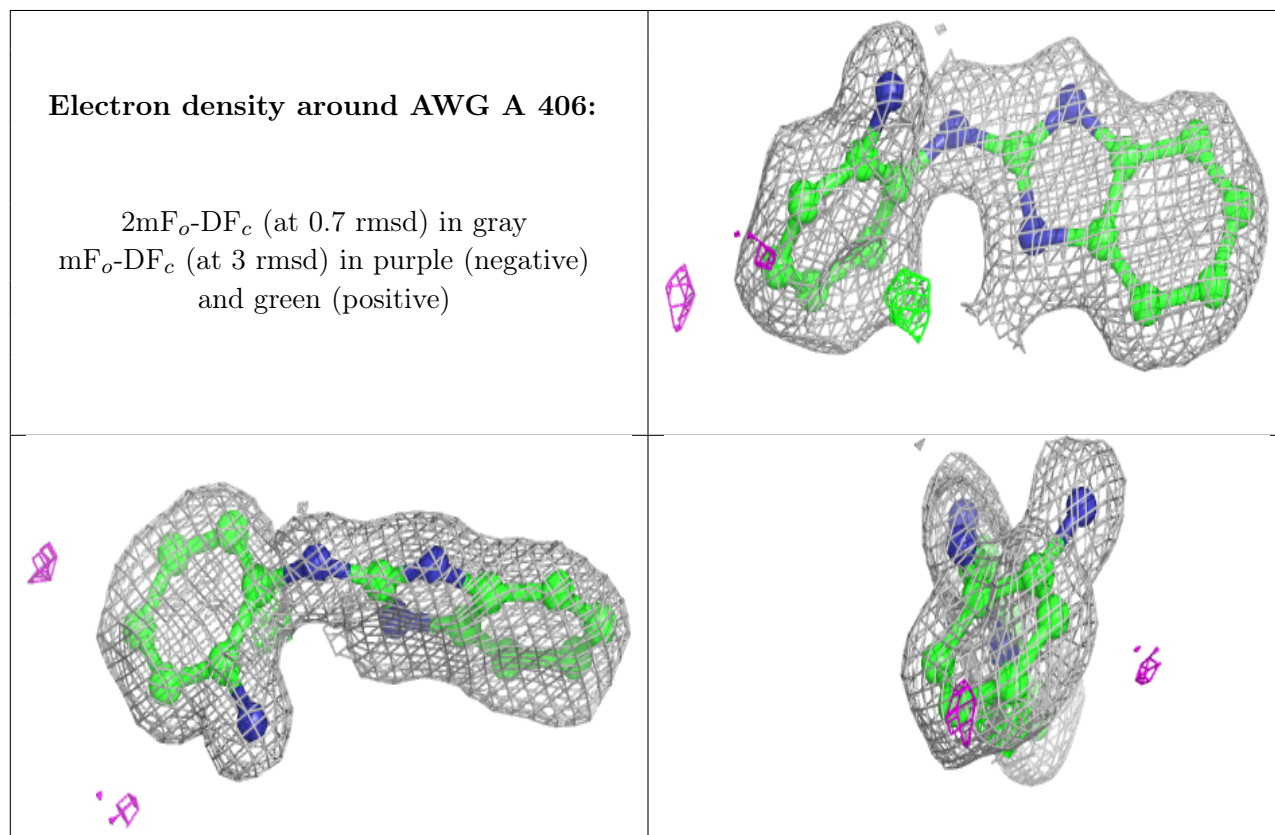 Electron density around AWG A 406:
2mFₒ-DF𝒸 (at 0.7 rmsd) in gray
mFₒ-DF𝒸 (at 3 rmsd) in purple (negative)
and green (positive)